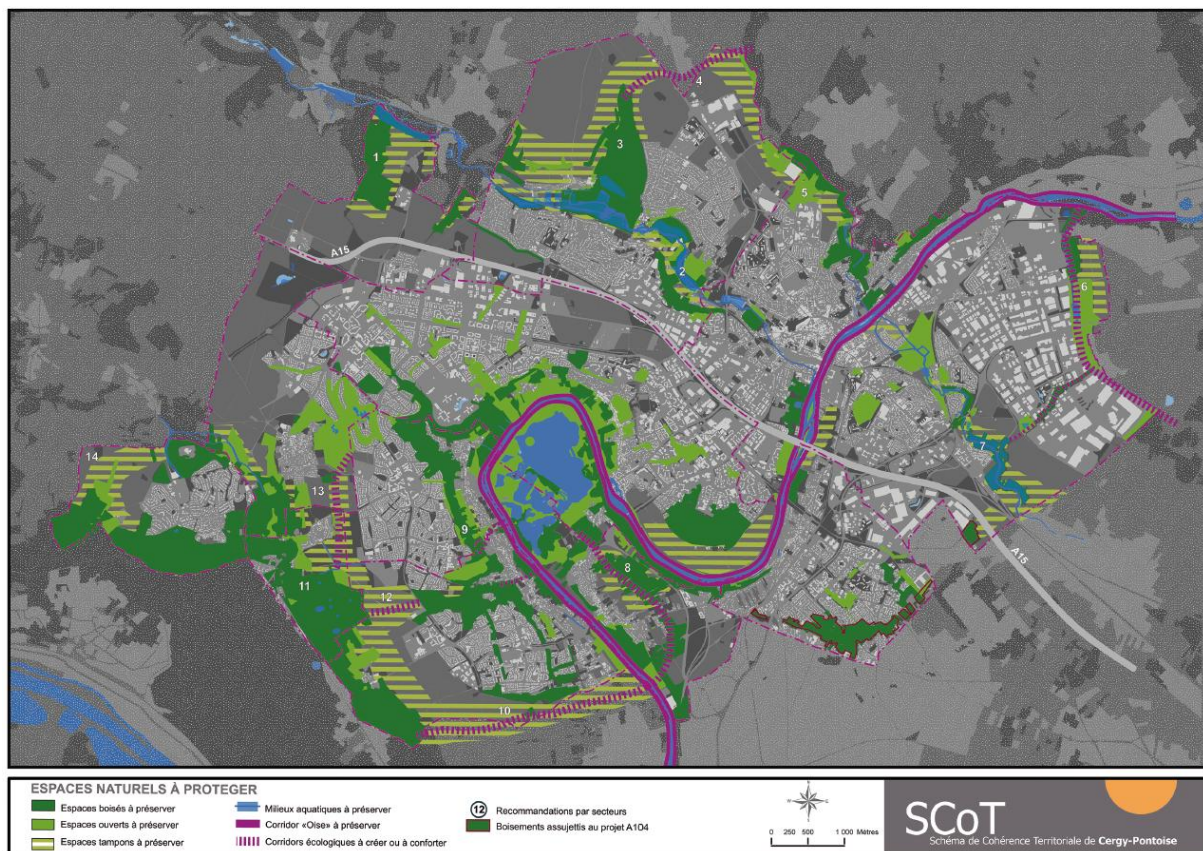 4
1
3
5
A15
2
6
14
13
7
9
8
11
A15
12
10
ESPACES NATURELS À PROTEGER
Espaces boisés à préserver
Espaces ouverts à préserver
Espaces tampons à préserver
Milieux aquatiques à préserver
Corridor «Oise» à préserver
Corridors écologiques à créer ou à conforter
12 Recommandations par secteurs
Boisements assujettis au projet A104
0 250 500 1 000 Mètres
SCoT
Schéma de Cohérence Territoriale de Cergy-Pontoise